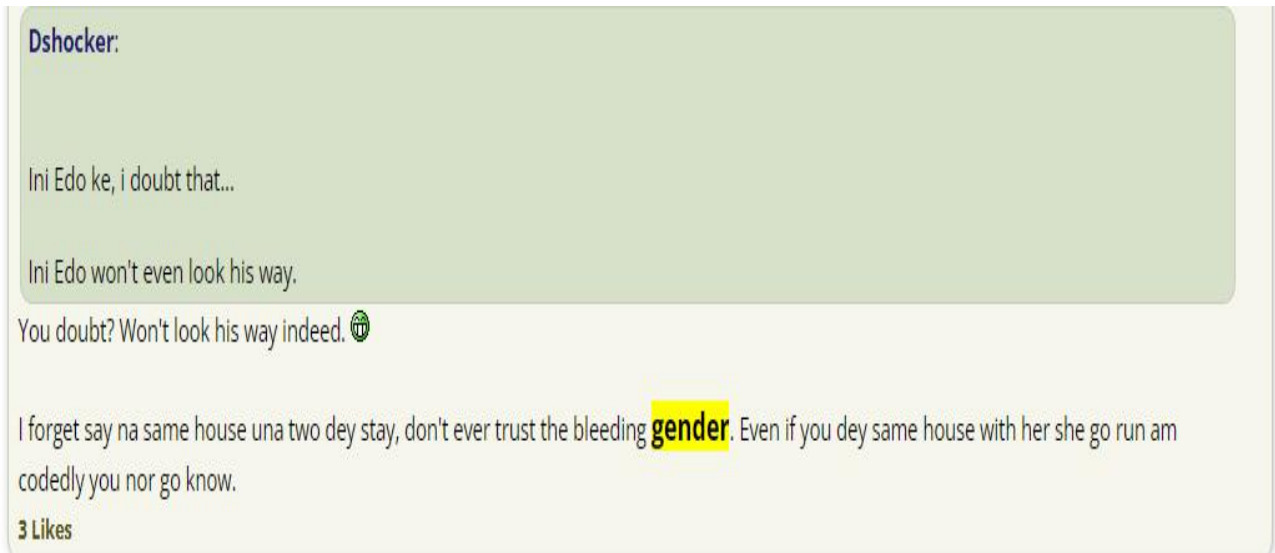 Dshocker:
Ini Edo ke, i doubt that...
Ini Edo won't even look his way.
You doubt? Won't look his way indeed.
I forget say na same house una two dey stay, don't ever trust the bleeding gender. Even if you dey same house with her she go run am
codedly you nor go know.
3 Likes